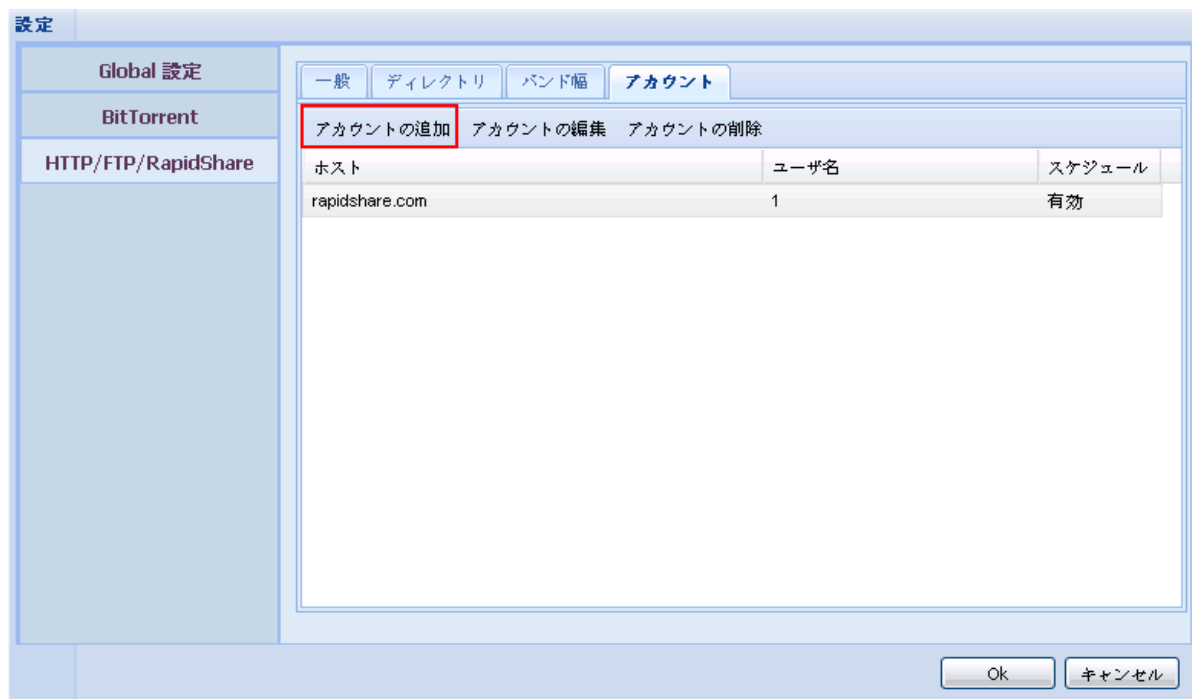 設定
Global 設定
BitTorrent
HTTP/FTP/RapidShare
一般 ディレクトリ バンド幅 アカウント
アカウントの追加 アカウントの編集 アカウントの削除
ホスト ユーザ名 スケジュール
rapidshare.com 1 有効
Ok キャンセル